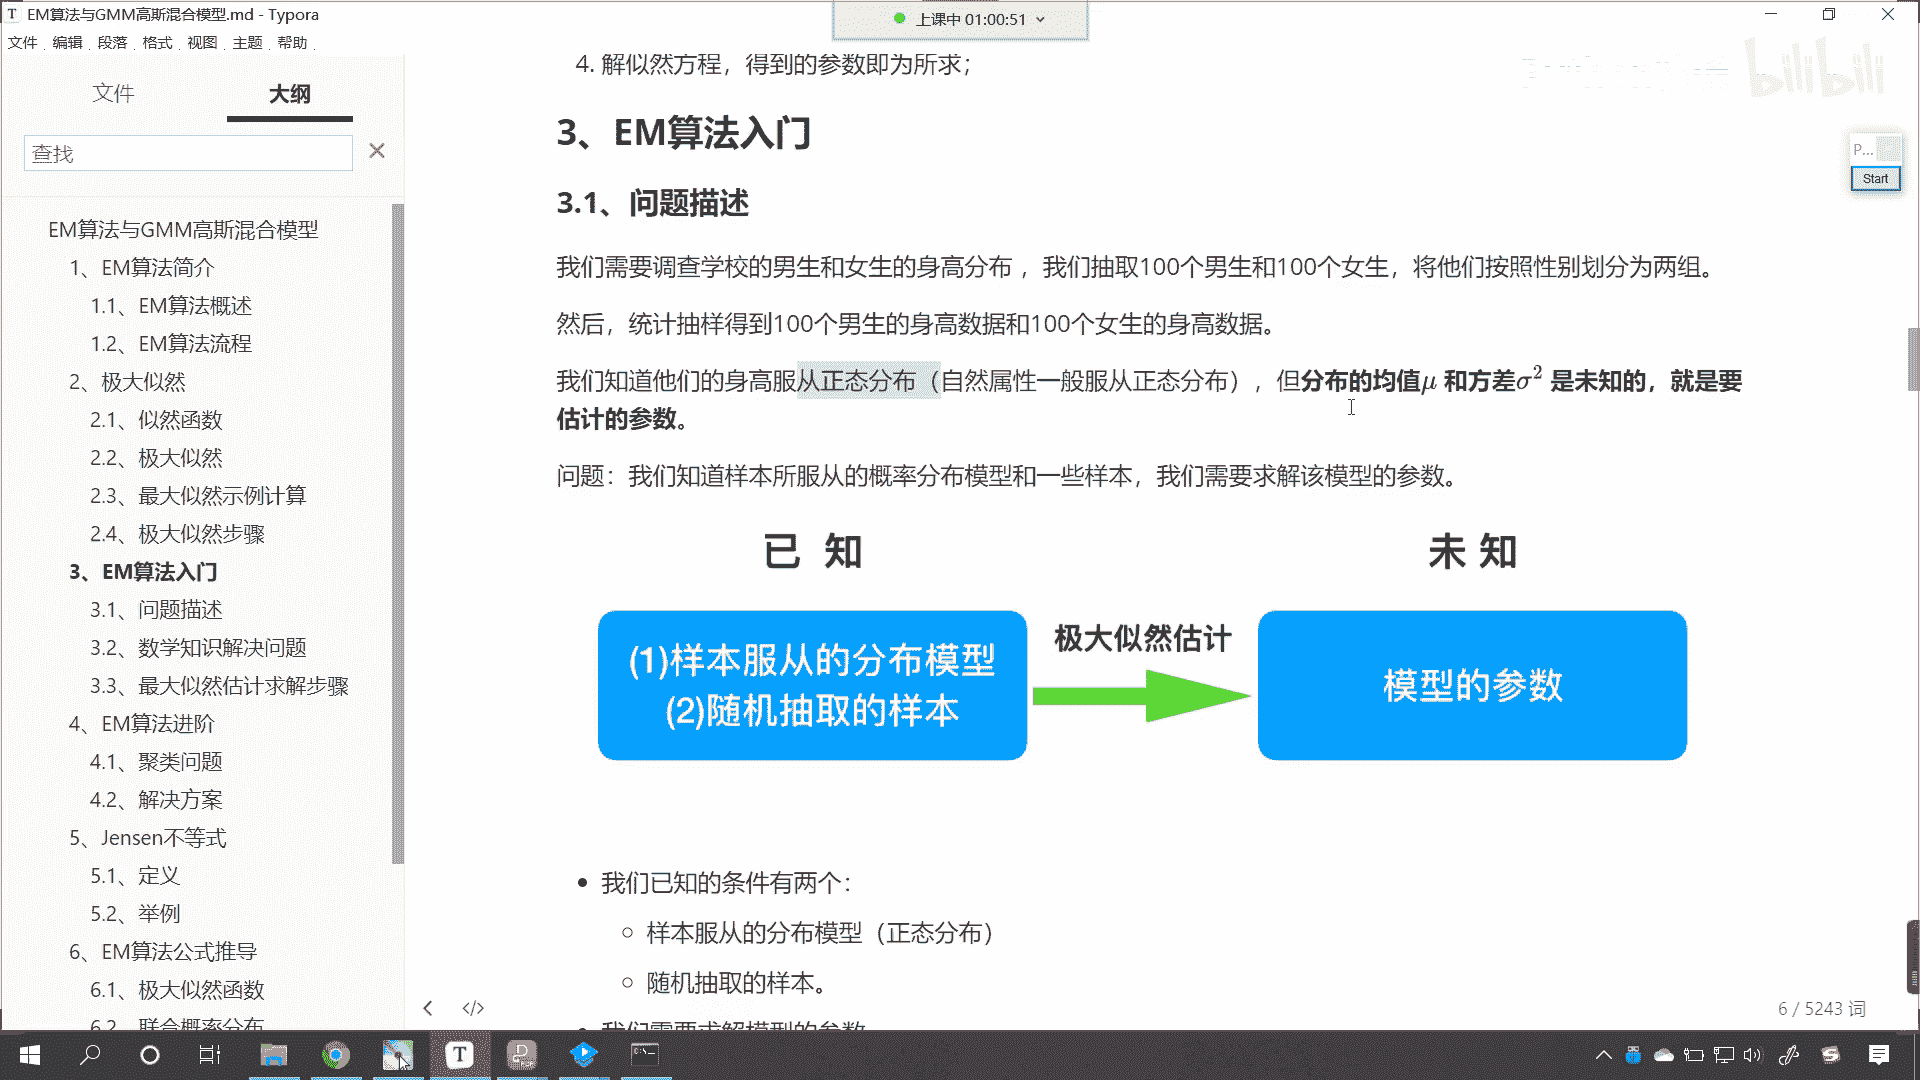 EM算法与GMM高斯混合模型.md - Typora
上课中 01:00:51
文件 编辑 段落 格式 视图 主题 帮助
文件
大纲
查找
EM算法与GMM高斯混合模型
1、EM算法简介
1.1、EM算法概述
1.2、EM算法流程
2、极大似然
2.1、似然函数
2.2、极大似然
2.3、最大似然示例计算
2.4、极大似然步骤
3、EM算法入门
3.1、问题描述
3.2、数学知识解决问题
3.3、最大似然估计求解步骤
4、EM算法进阶
4.1、聚类问题
4.2、解决方案
5、Jensen不等式
5.1、定义
5.2、举例
6、EM算法公式推导
6.1、极大似然函数
6.2、联合概率分布
4. 解似然方程，得到的参数即为所求；
3、EM算法入门
3.1、问题描述
我们需要调查学校的男生和女生的身高分布 ，我们抽取100个男生和100个女生，将他们按照性别划分为两组。
然后，统计抽样得到100个男生的身高数据和100个女生的身高数据。
我们知道他们的身高服从正态分布（自然属性一般服从正态分布），但分布的均值μ 和方差σ² 是未知的，就是要
估计的参数。
问题：我们知道样本所服从的概率分布模型和一些样本，我们需要求解该模型的参数。
已 知
未 知
(1)样本服从的分布模型
(2)随机抽取的样本
极大似然估计
模型的参数
我们已知的条件有两个：
样本服从的分布模型（正态分布）
随机抽取的样本。
我们需要求解模型的参数
6 / 5243 词
bilibili
P...
Start